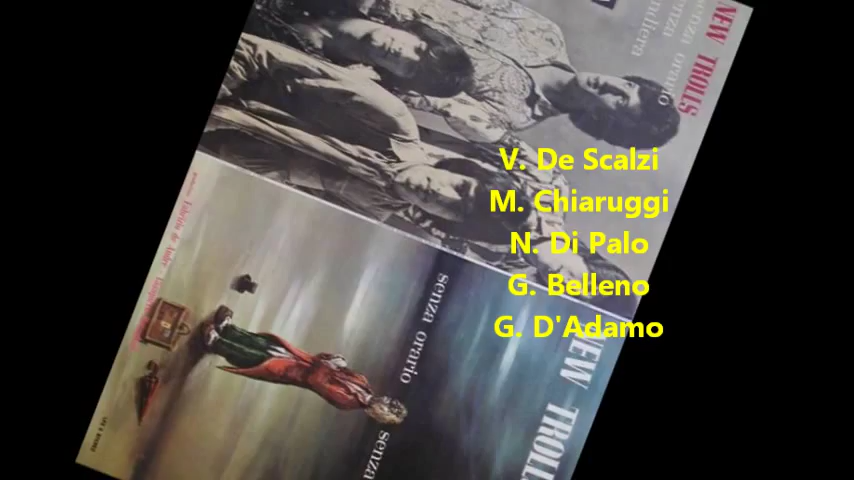 NEW TROLLS
senza orario
senza
bandiera
V. De Scalzi
M. Chiaruggi
N. Di Palo
G. Belleno
G. D'Adamo
senza orario
senza
NEW TROLLS